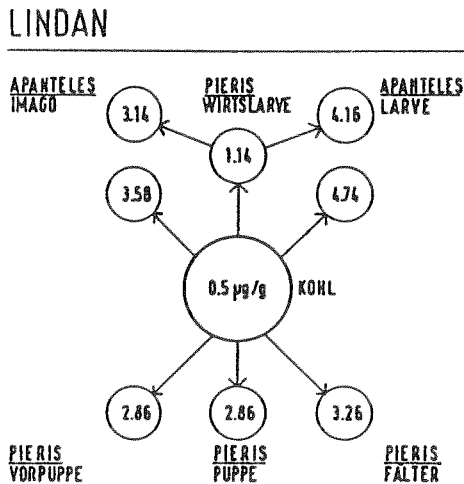 LINDAN
APANTELES
IMAGO
PIERIS
WIRTSLARVE
APANTELES
LARVE
3.14
1.14
4.16
3.58
4.74
0.5 µg/g
KOHL
2.86
2.86
3.26
PIERIS
VORPUPPE
PIERIS
PUPPE
PIERIS
FALTER